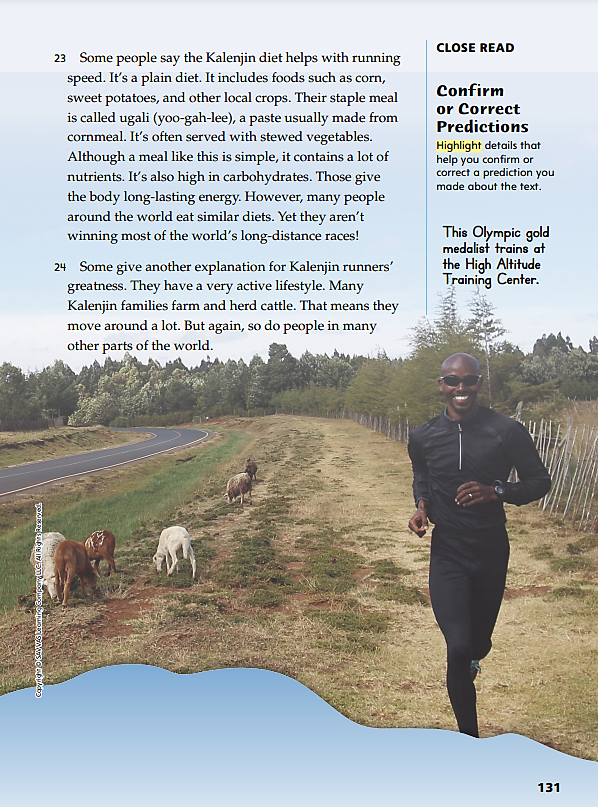 23 Some people say the Kalenjin diet helps with running
speed. It’s a plain diet. It includes foods such as corn,
sweet potatoes, and other local crops. Their staple meal
is called ugali (yoo-gah-lee), a paste usually made from
cornmeal. It’s often served with stewed vegetables.
Although a meal like this is simple, it contains a lot of
nutrients. It’s also high in carbohydrates. Those give
the body long-lasting energy. However, many people
around the world eat similar diets. Yet they aren’t
winning most of the world’s long-distance races!
24 Some give another explanation for Kalenjin runners’
greatness. They have a very active lifestyle. Many
Kalenjin families farm and herd cattle. That means they
move around a lot. But again, so do people in many
other parts of the world.
CLOSE READ
Confirm
or Correct
Predictions
Highlight details that
help you confirm or
correct a prediction you
made about the text.
This Olympic gold
medalist trains at
the High Altitude
Training Center.
Copyright © SAVVAS Learning Company LLC. All Rights Reserved.
131